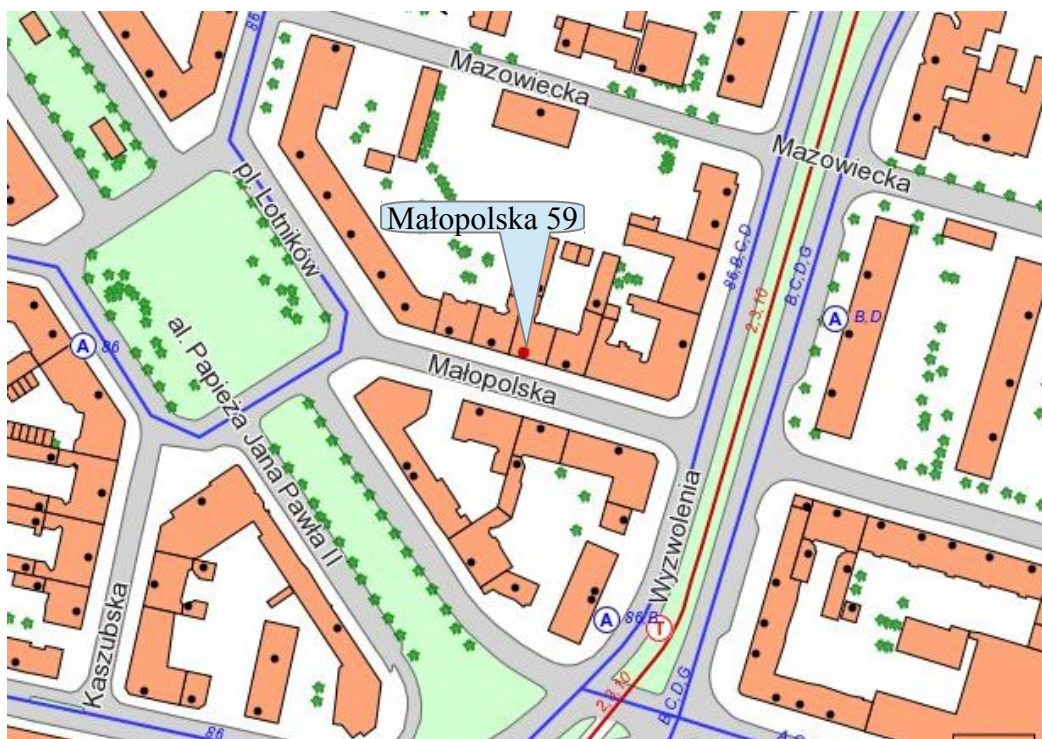 86
Mazowiecka
Mazowiecka
pl. Lotników
Małopolska 59
86,B,C,D
2,3,10
B,C,D,G
A B,D
A 86
al. Papieża Jana Pawła II
Małopolska
Wyzwolenia
A 86,B
T
Kaszubska
2,3,10
B,C,D,G
86